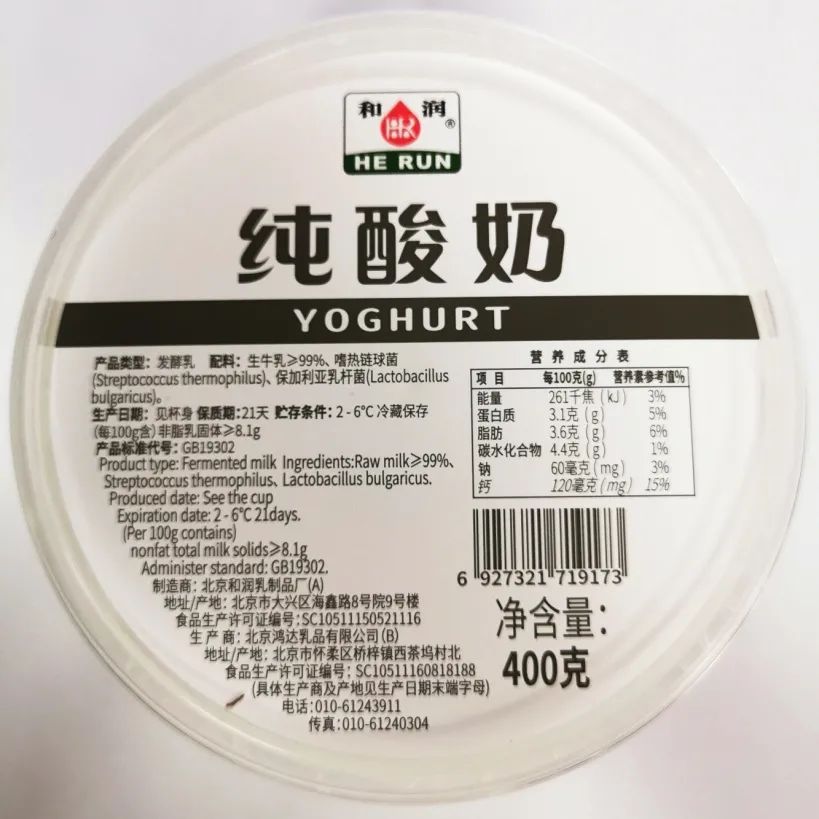 和润®
HE RUN
纯酸奶
YOGHURT
产品类型: 发酵乳 配料: 生牛乳≥99%、嗜热链球菌
(Streptococcus thermophilus)、保加利亚乳杆菌(Lactobacillus
bulgaricus)。
生产日期: 见杯身 保质期:21天 贮存条件: 2-6°C 冷藏保存
(每100g含) 非脂乳固体≥8.1g
产品标准代号: GB19302
Product type: Fermented milk Ingredients:Raw milk≥99%、
Streptococcus thermophilus、Lactobacillus bulgaricus.
Produced date: See the cup
Expiration date: 2-6°C 21days.
(Per 100g contains)
nonfat total milk solids≥8.1g
Administer standard: GB19302.
制造商: 北京和润乳制品厂(A)
地址/产地: 北京市大兴区海鑫路8号院9号楼
食品生产许可证编号: SC10511150521116
生产商: 北京鸿达乳品有限公司(B)
地址/产地: 北京市怀柔区桥梓镇西茶坞村北
食品生产许可证编号: SC10511160818188
(具体生产商及产地见生产日期末端字母)
电话:010-61243911
传真:010-61240304
营养成分表
项目 每100克(g) 营养素参考值%
能量 261千焦(kJ) 3%
蛋白质 3.1克(g) 5%
脂肪 3.6克(g) 6%
碳水化合物 4.4克(g) 1%
钠 60毫克(mg) 3%
钙 120毫克(mg) 15%
6 927321 719173
净含量:
400克